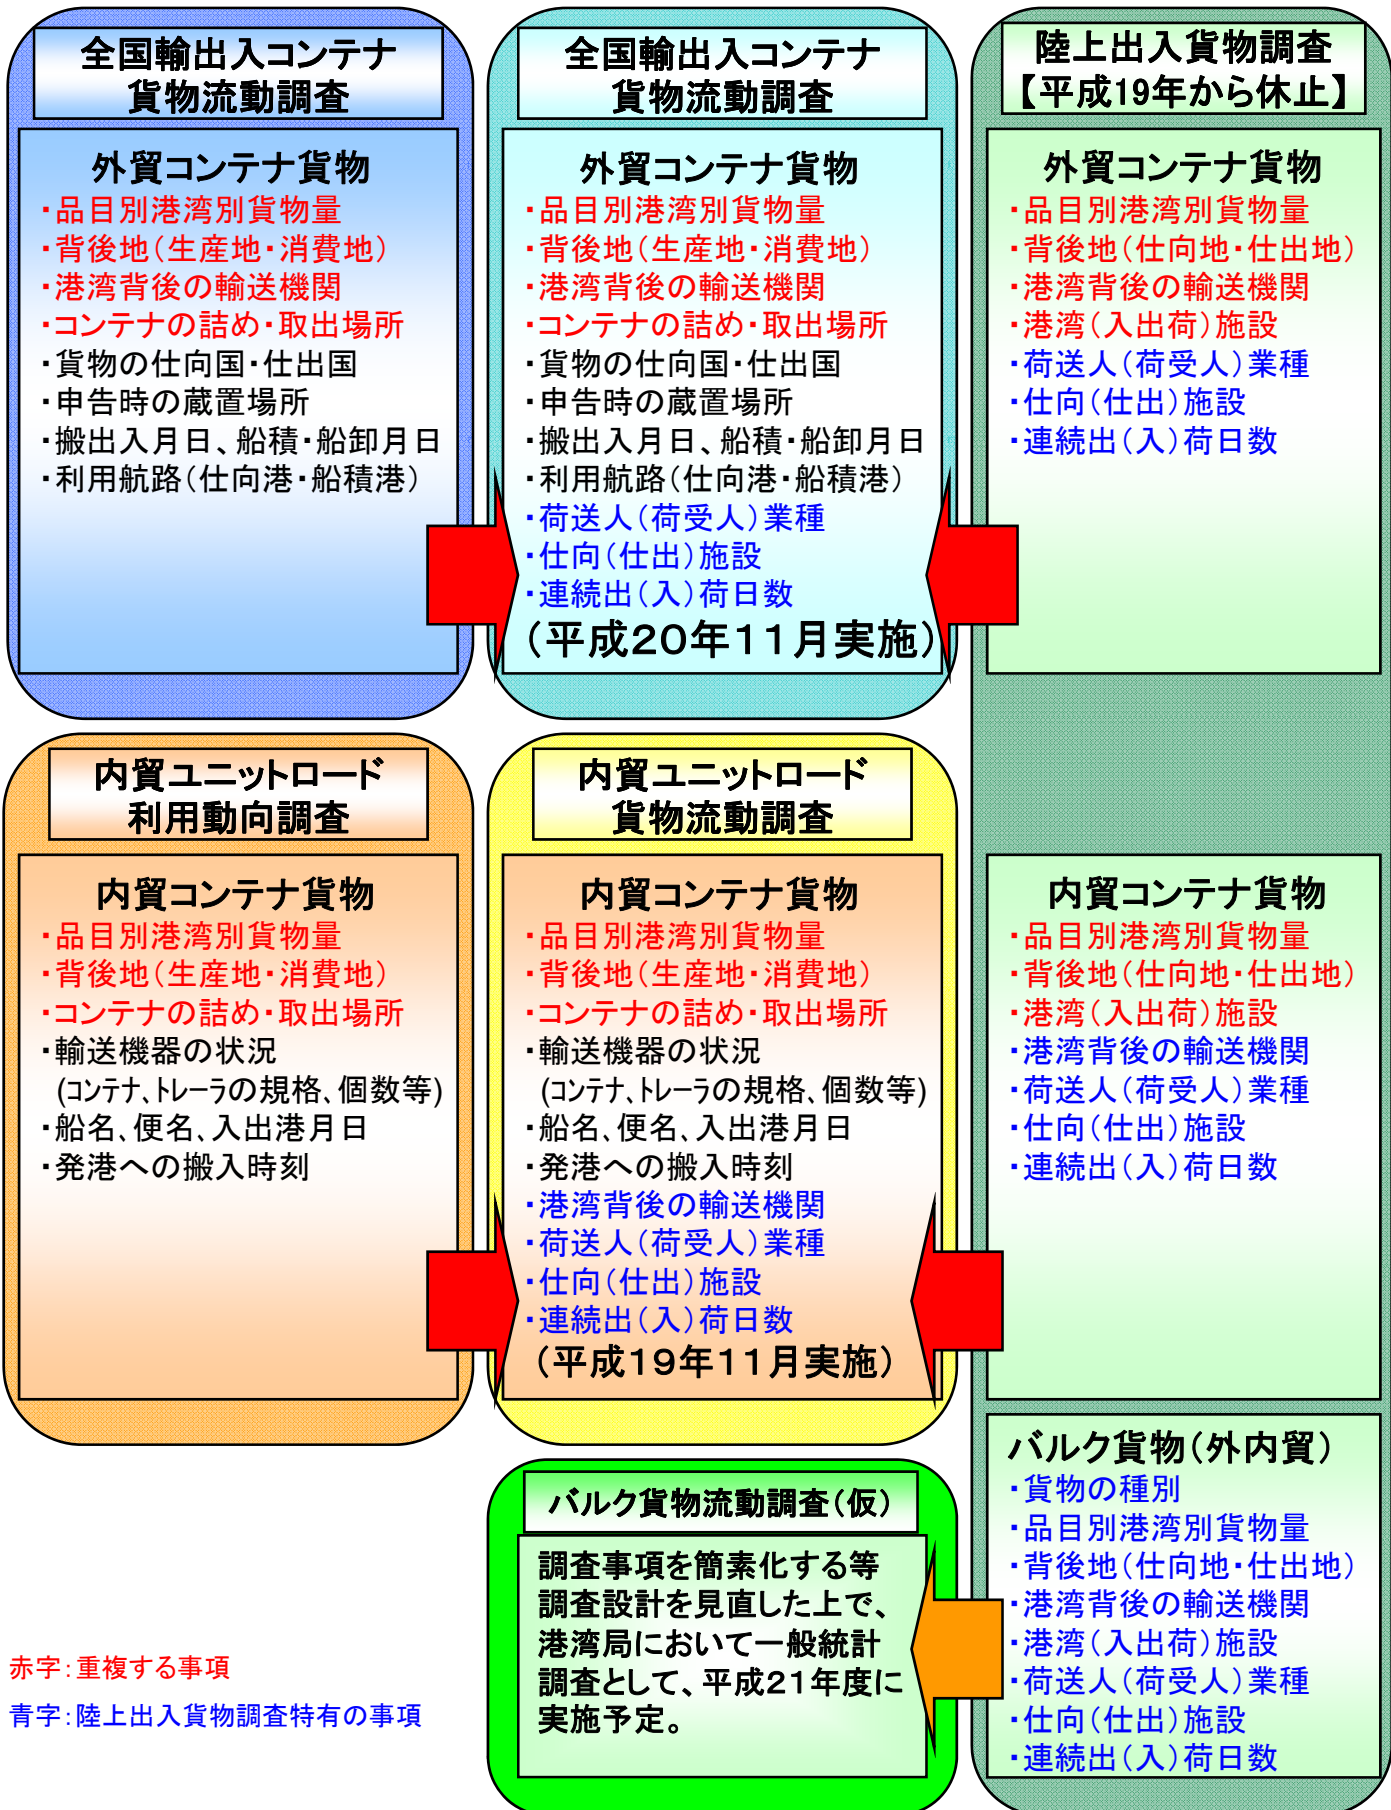 全国輸出入コンテナ
貨物流動調査
外貿コンテナ貨物
・品目別港湾別貨物量
・背後地(生産地・消費地)
・港湾背後の輸送機関
・コンテナの詰め・取出場所
・貨物の仕向国・仕出国
・申告時の蔵置場所
・搬出入月日、船積・船卸月日
・利用航路(仕向港・船積港)
全国輸出入コンテナ
貨物流動調査
外貿コンテナ貨物
・品目別港湾別貨物量
・背後地(生産地・消費地)
・港湾背後の輸送機関
・コンテナの詰め・取出場所
・貨物の仕向国・仕出国
・申告時の蔵置場所
・搬出入月日、船積・船卸月日
・利用航路(仕向港・船積港)
・荷送人(荷受人)業種
・仕向(仕出)施設
・連続出(入)荷日数
(平成20年11月実施)
陸上出入貨物調査
【平成19年から休止】
外貿コンテナ貨物
・品目別港湾別貨物量
・背後地(仕向地・仕出地)
・港湾背後の輸送機関
・港湾(入出荷)施設
・荷送人(荷受人)業種
・仕向(仕出)施設
・連続出(入)荷日数
内貿ユニットロード
利用動向調査
内貿コンテナ貨物
・品目別港湾別貨物量
・背後地(生産地・消費地)
・コンテナの詰め・取出場所
・輸送機器の状況
(コンテナ、トレーラの規格、個数等)
・船名、便名、入出港月日
・発港への搬入時刻
内貿ユニットロード
貨物流動調査
内貿コンテナ貨物
・品目別港湾別貨物量
・背後地(生産地・消費地)
・コンテナの詰め・取出場所
・輸送機器の状況
(コンテナ、トレーラの規格、個数等)
・船名、便名、入出港月日
・発港への搬入時刻
・港湾背後の輸送機関
・荷送人(荷受人)業種
・仕向(仕出)施設
・連続出(入)荷日数
(平成19年11月実施)
内貿コンテナ貨物
・品目別港湾別貨物量
・背後地(仕向地・仕出地)
・港湾(入出荷)施設
・港湾背後の輸送機関
・荷送人(荷受人)業種
・仕向(仕出)施設
・連続出(入)荷日数
バルク貨物流動調査(仮)
調査事項を簡素化する等
調査設計を見直した上で、
港湾局において一般統計
調査として、平成21年度に
実施予定。
バルク貨物(外内貿)
・貨物の種別
・品目別港湾別貨物量
・背後地(仕向地・仕出地)
・港湾背後の輸送機関
・港湾(入出荷)施設
・荷送人(荷受人)業種
・仕向(仕出)施設
・連続出(入)荷日数
赤字:重複する事項
青字:陸上出入貨物調査特有の事項